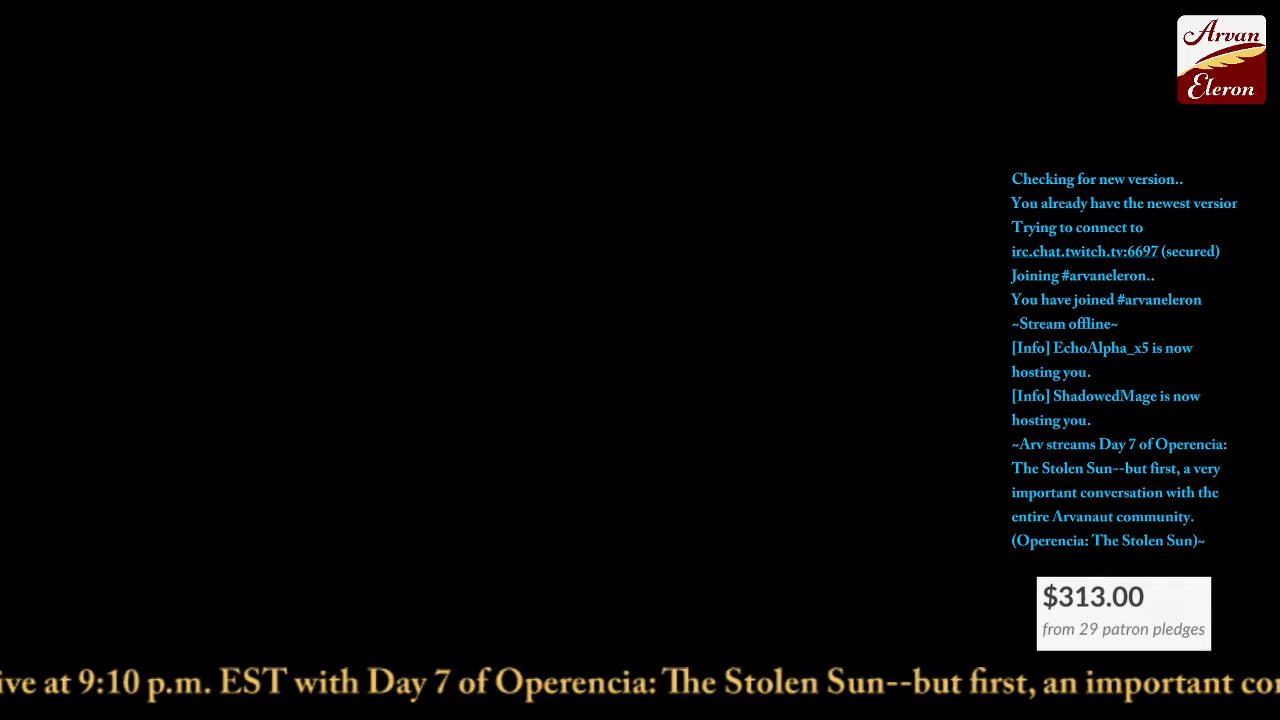 Arvan
Eleron
Checking for new version..
You already have the newest version
Trying to connect to
irc.chat.twitch.tv:6697 (secured)
Joining #arvaneleron..
You have joined #arvaneleron
~Stream offline~
[Info] EchoAlpha_x5 is now
hosting you.
[Info] ShadowedMage is now
hosting you.
~Arv streams Day 7 of Operencia:
The Stolen Sun--but first, a very
important conversation with the
entire Arvanaut community.
(Operencia: The Stolen Sun)~
$313.00
from 29 patron pledges
ive at 9:10 p.m. EST with Day 7 of Operencia: The Stolen Sun--but first, an important con